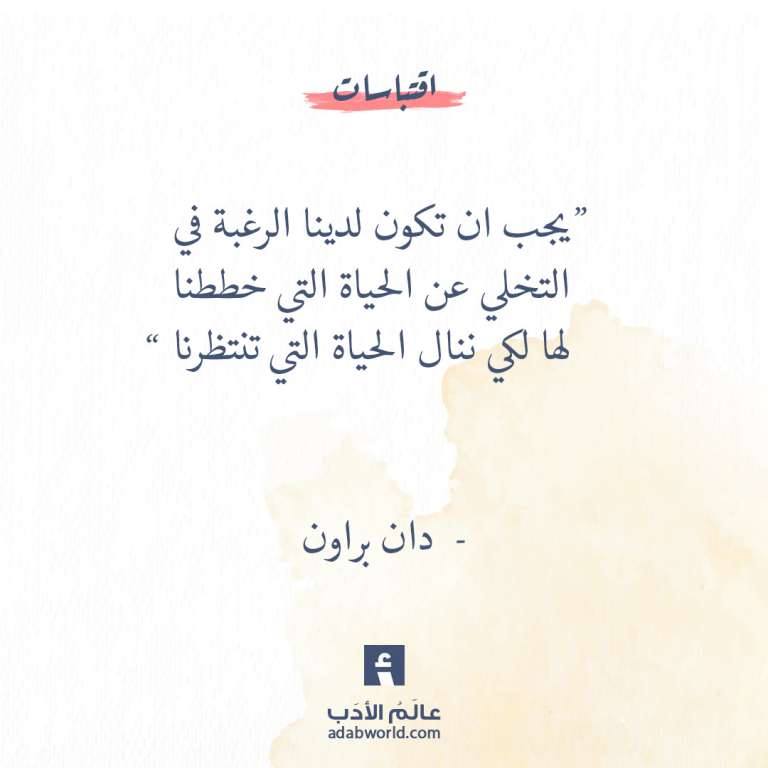 اقتباسات
”يجب ان تكون لدينا الرغبة في
التخلي عن الحياة التي خططنا
لها لكي ننال الحياة التي تنتظرنا “
- دان براون
أ
عالَمُ الأدَب
adabworld.com